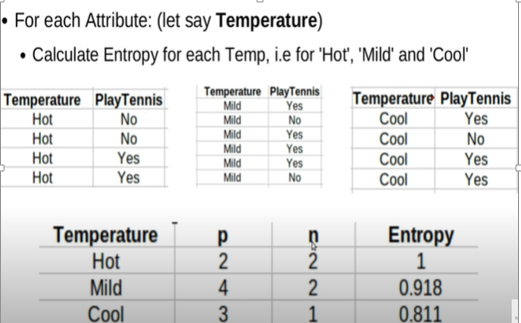 • For each Attribute: (let say Temperature)
• Calculate Entropy for each Temp, i.e for 'Hot', 'Mild' and 'Cool'
Temperature PlayTennis
Hot No
Hot No
Hot Yes
Hot Yes
Temperature PlayTennis
Mild Yes
Mild No
Mild Yes
Mild Yes
Mild Yes
Mild No
Temperature PlayTennis
Cool Yes
Cool No
Cool Yes
Cool Yes
Temperature p n Entropy
Hot 2 2 1
Mild 4 2 0.918
Cool 3 1 0.811